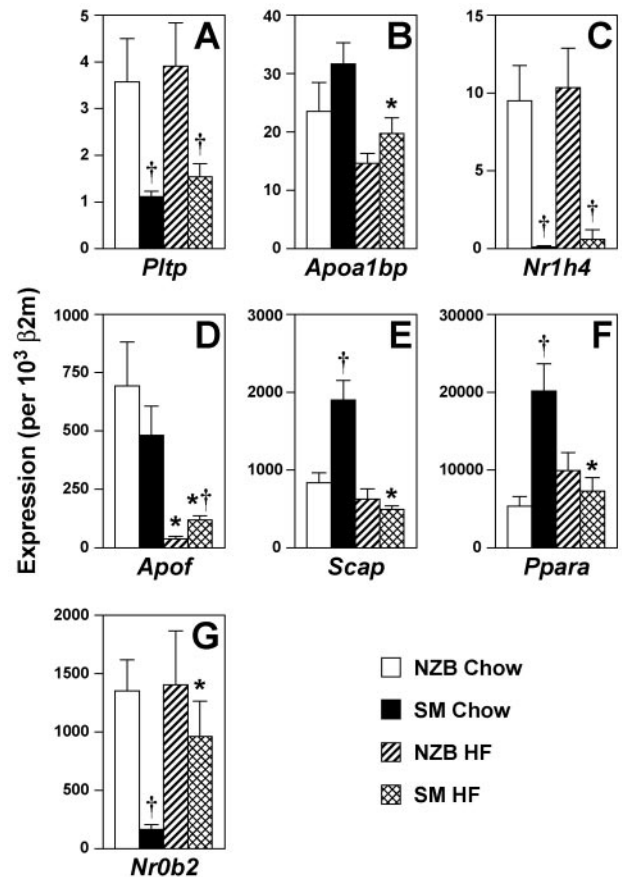 Expression (per 10³ β2m)
A
5
4
3
2
1
0
†
†
Pltp
B
40
30
20
10
0
*
Apoa1bp
C
15
10
5
0
†
†
Nr1h4
D
1000
750
500
250
0
*
*†
Apof
E
3000
2000
1000
0
†
*
Scap
F
30000
20000
10000
0
†
*
Ppara
G
2000
1500
1000
500
0
†
*
Nr0b2
NZB Chow
SM Chow
NZB HF
SM HF